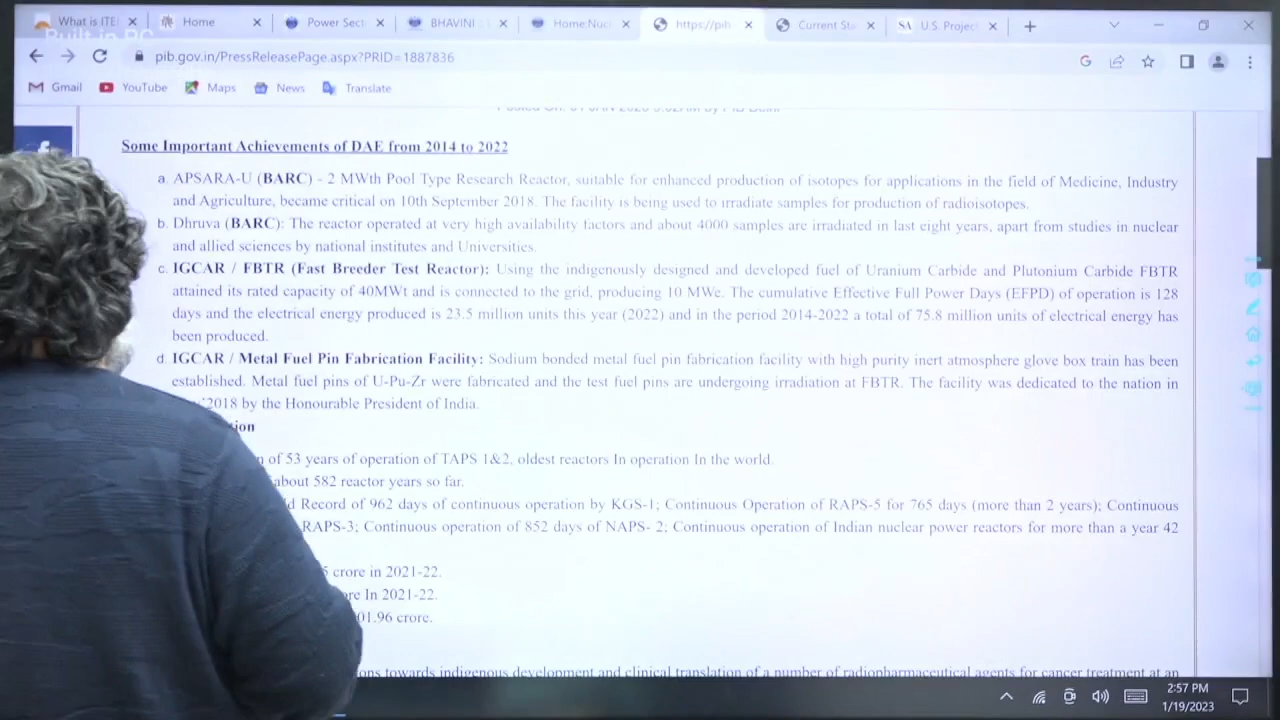 What is ITE Home Power Sect BHAVINI Home:Nucl https://pib Current Sta SA U.S. Project
Built in PC
pib.gov.in/PressReleasePage.aspx?PRID=1887836
Gmail YouTube Maps News Translate
Some Important Achievements of DAE from 2014 to 2022
a. APSARA-U (BARC) - 2 MWth Pool Type Research Reactor, suitable for enhanced production of isotopes for applications in the field of Medicine, Industry
and Agriculture, became critical on 10th September 2018. The facility is being used to irradiate samples for production of radioisotopes.
b. Dhruva (BARC): The reactor operated at very high availability factors and about 4000 samples are irradiated in last eight years, apart from studies in nuclear
and allied sciences by national institutes and Universities.
c. IGCAR / FBTR (Fast Breeder Test Reactor): Using the indigenously designed and developed fuel of Uranium Carbide and Plutonium Carbide FBTR
attained its rated capacity of 40MWt and is connected to the grid, producing 10 MWe. The cumulative Effective Full Power Days (EFPD) of operation is 128
days and the electrical energy produced is 23.5 million units this year (2022) and in the period 2014-2022 a total of 75.8 million units of electrical energy has
been produced.
d. IGCAR / Metal Fuel Pin Fabrication Facility: Sodium bonded metal fuel pin fabrication facility with high purity inert atmosphere glove box train has been
established. Metal fuel pins of U-Pu-Zr were fabricated and the test fuel pins are undergoing irradiation at FBTR. The facility was dedicated to the nation in
2018 by the Honourable President of India.
ion
of 53 years of operation of TAPS 1&2, oldest reactors In operation In the world.
about 582 reactor years so far.
d Record of 962 days of continuous operation by KGS-1; Continuous Operation of RAPS-5 for 765 days (more than 2 years); Continuous
RAPS-3; Continuous operation of 852 days of NAPS- 2; Continuous operation of Indian nuclear power reactors for more than a year 42
5 crore in 2021-22.
re In 2021-22.
01.96 crore.
ons towards indigenous development and clinical translation of a number of radiopharmaceutical agents for cancer treatment at an
2:57 PM
1/19/2023